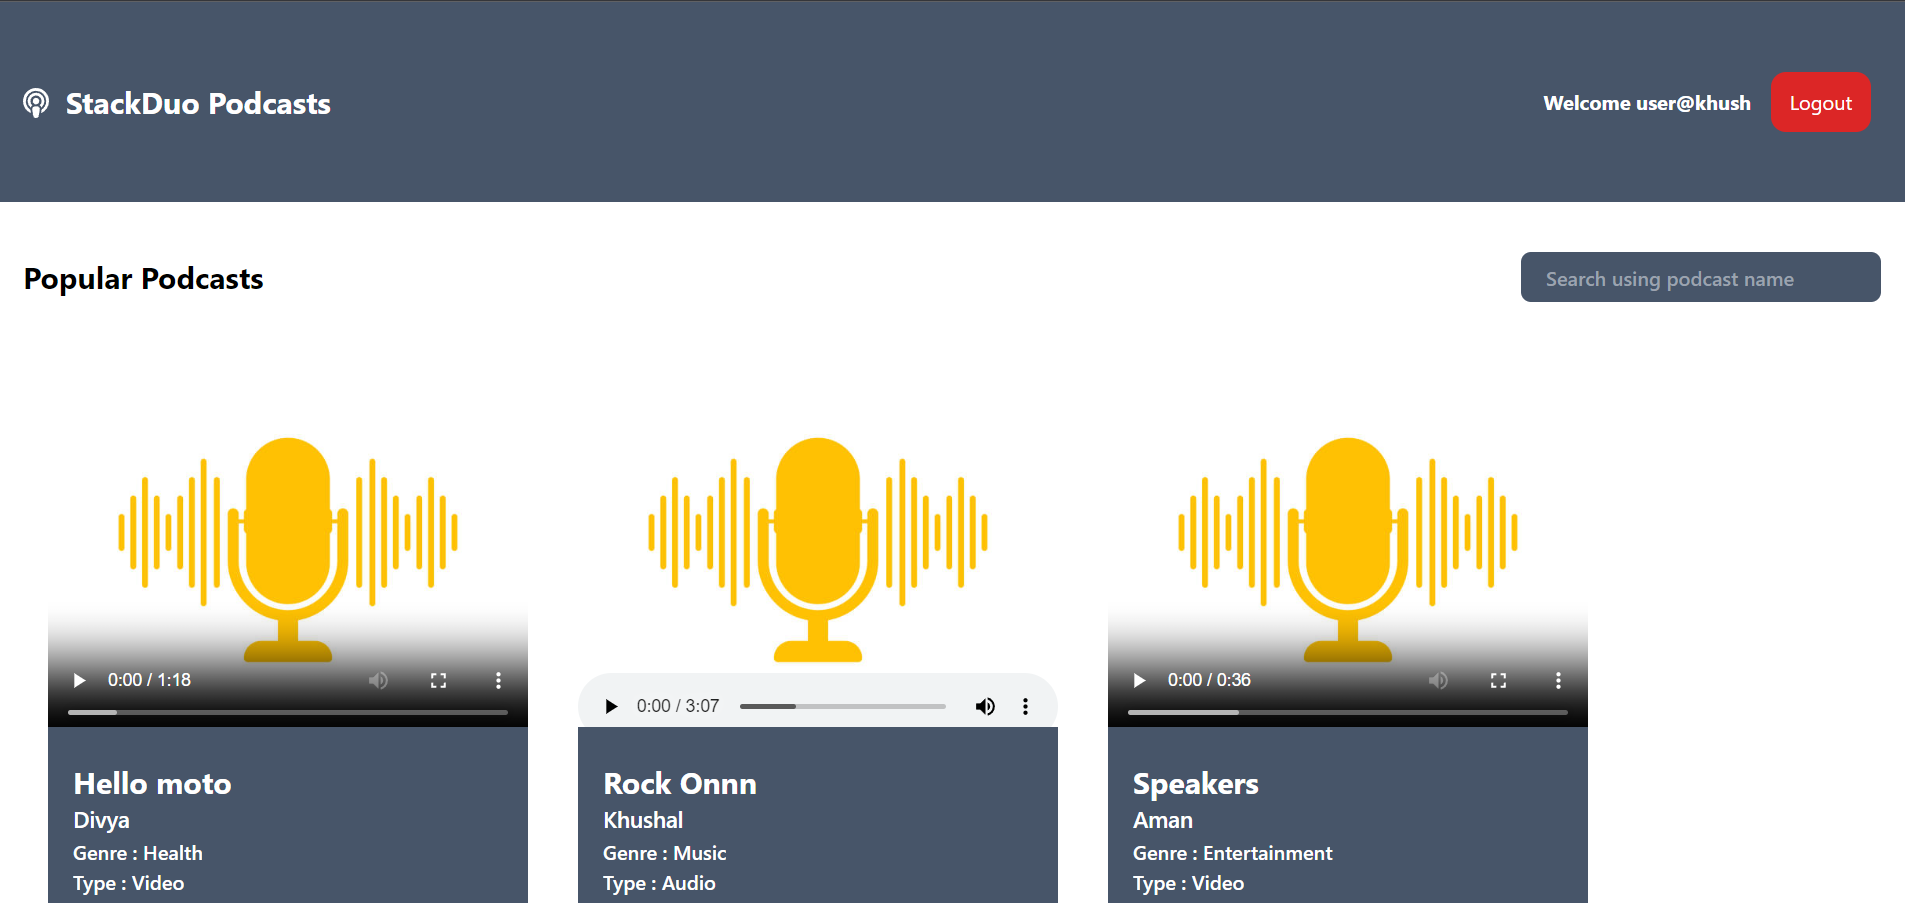 StackDuo Podcasts
Welcome user@khush
Logout
Popular Podcasts
Search using podcast name
0:00 / 1:18
Hello moto
Divya
Genre : Health
Type : Video
0:00 / 3:07
Rock Onnn
Khushal
Genre : Music
Type : Audio
0:00 / 0:36
Speakers
Aman
Genre : Entertainment
Type : Video